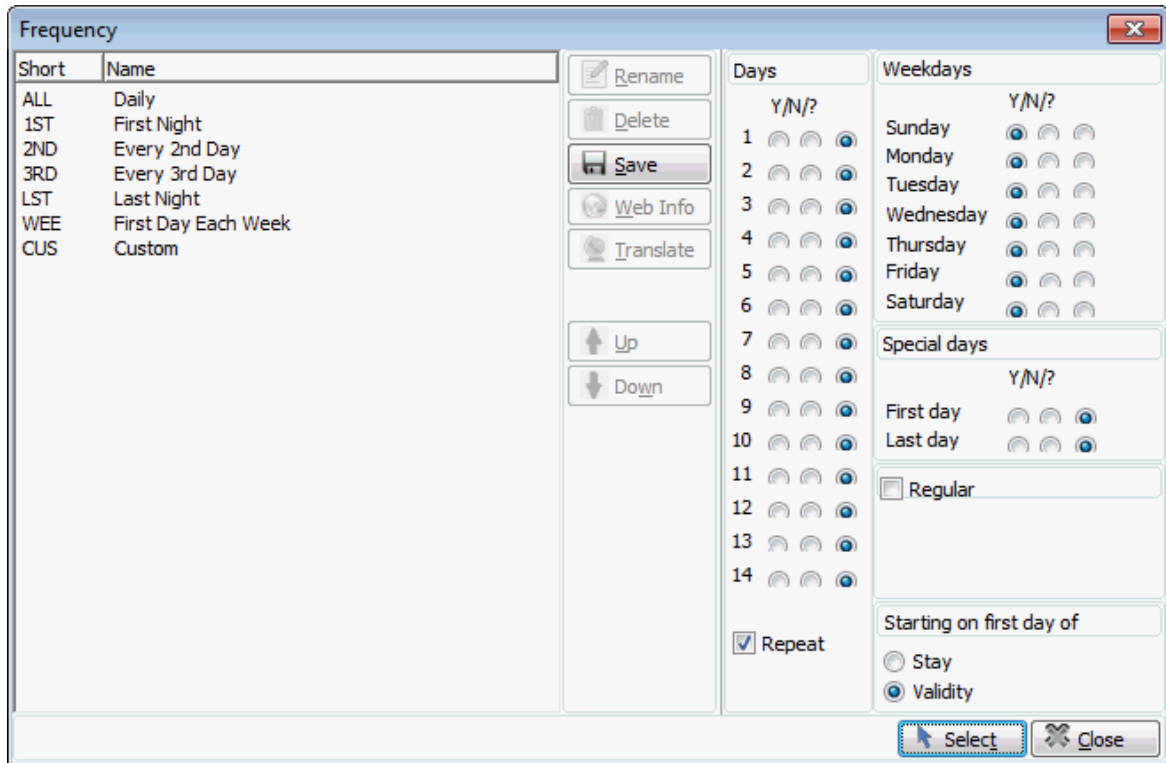 Frequency
Short Name
ALL Daily
1ST First Night
2ND Every 2nd Day
3RD Every 3rd Day
LST Last Night
WEE First Day Each Week
CUS Custom
Rename
Delete
Save
Web Info
Translate
Up
Down
Days
Y/N/?
1
2
3
4
5
6
7
8
9
10
11
12
13
14
Repeat
Weekdays
Y/N/?
Sunday
Monday
Tuesday
Wednesday
Thursday
Friday
Saturday
Special days
Y/N/?
First day
Last day
Regular
Starting on first day of
Stay
Validity
Select Close